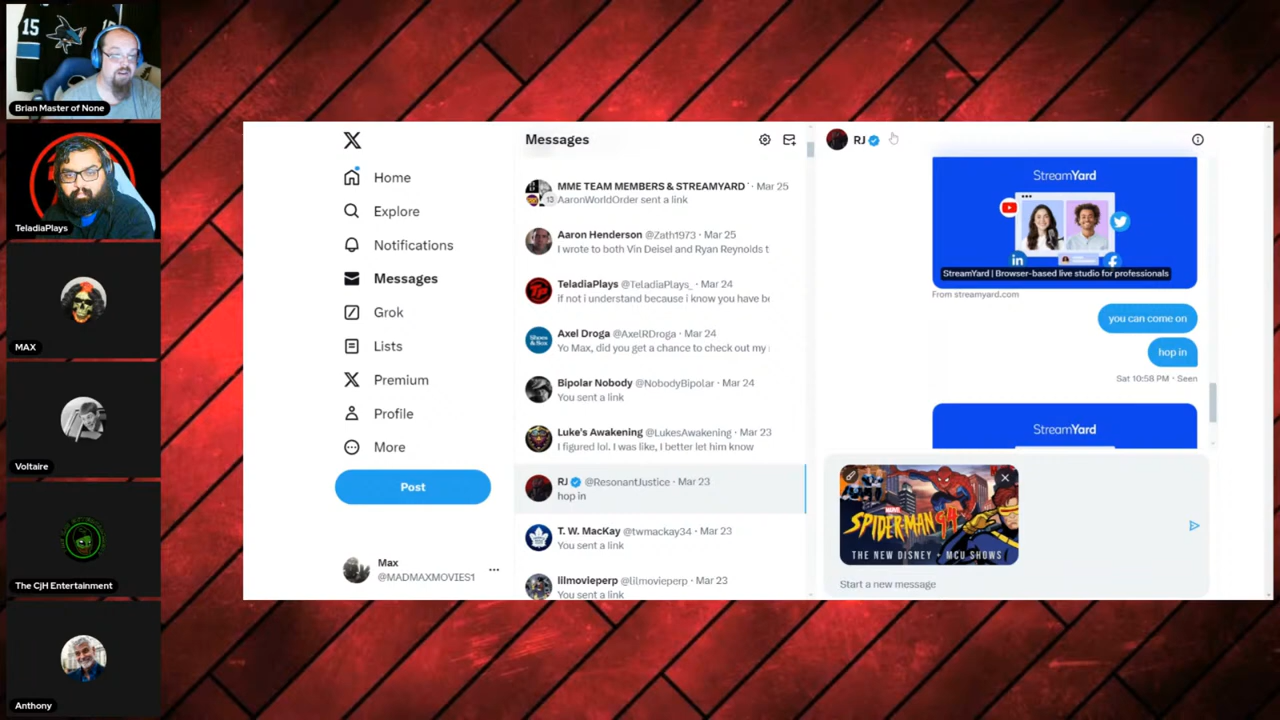 15
Brian Master of None
TeladiaPlays
MAX
Voltaire
The CJH Entertainment
Anthony
X
Home
Explore
Notifications
Messages
Grok
Lists
Premium
Profile
More
Post
Max
@MADMAXMOVIES1
Messages
MME TEAM MEMBERS & STREAMYARD · Mar 25
13
AaronWorldOrder sent a link
Aaron Henderson @Zath1973 · Mar 25
I wrote to both Vin Deisel and Ryan Reynolds t
TP
TeladiaPlays @TeladiaPlays_ · Mar 24
if not i understand because i know you have be
Shoes & Sox
Axel Droga @AxelRDroga · Mar 24
Yo Max, did you get a chance to check out my
Bipolar Nobody @NobodyBipolar · Mar 24
You sent a link
Luke's Awakening @LukesAwakening · Mar 23
I figured lol. I was like, I better let him know
RJ @ResonantJustice · Mar 23
hop in
T. W. MacKay @twmackay34 · Mar 23
You sent a link
lilmovieperp @lilmovieperp · Mar 23
You sent a link
RJ
StreamYard
in
f
StreamYard | Browser-based live studio for professionals
From streamyard.com
you can come on
hop in
Sat 10:58 PM · Seen
StreamYard
MARVEL
SPIDER-MAN 94
THE NEW DISNEY + MCU SHOWS
Start a new message